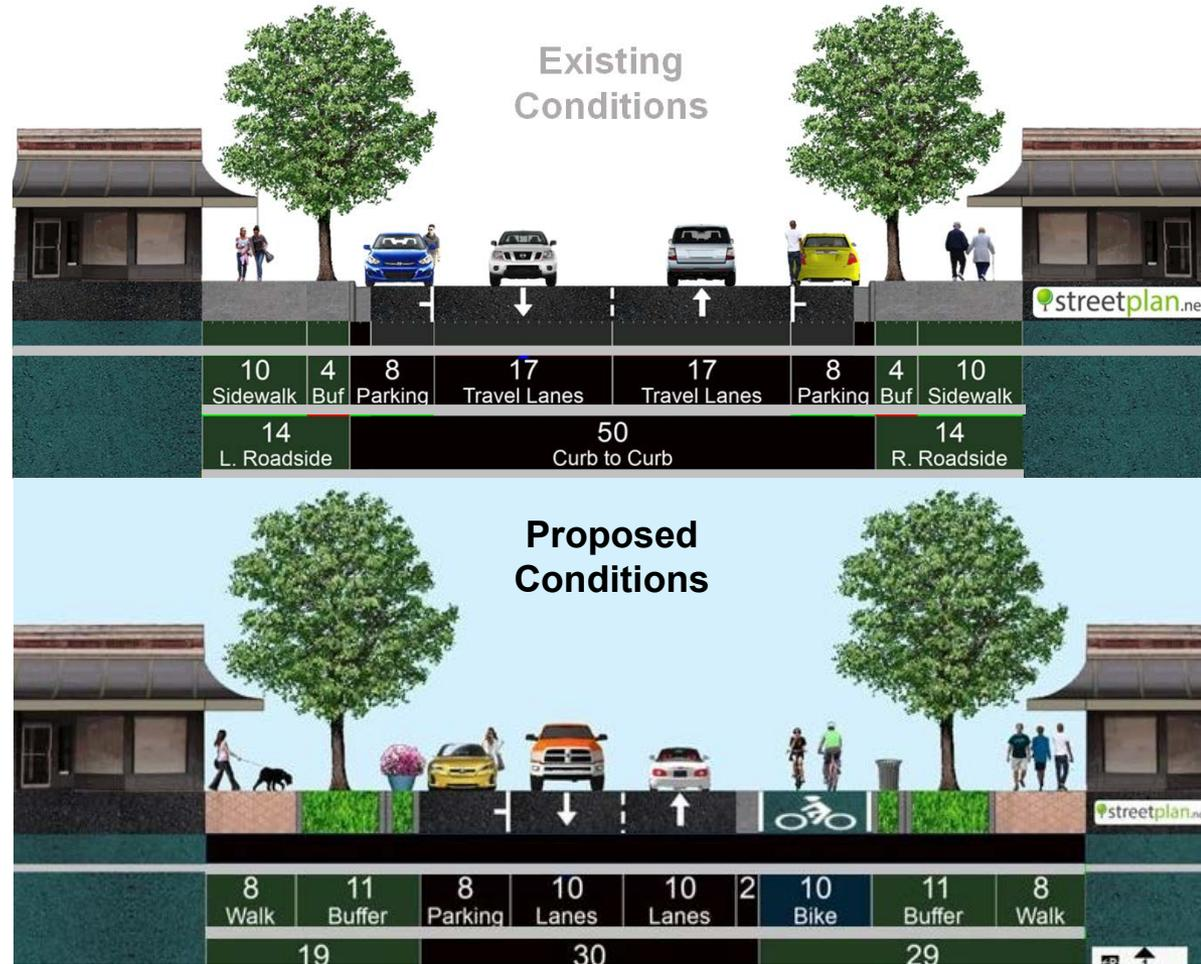 Existing
Conditions
streetplan.ne
10 4 8 17 17 8 4 10
Sidewalk Buf Parking Travel Lanes Travel Lanes Parking Buf Sidewalk
14 50 14
L. Roadside Curb to Curb R. Roadside
Proposed
Conditions
streetplan.ne
8 11 8 10 10 2 10 11 8
Walk Buffer Parking Lanes Lanes Bike Buffer Walk
19 30 29